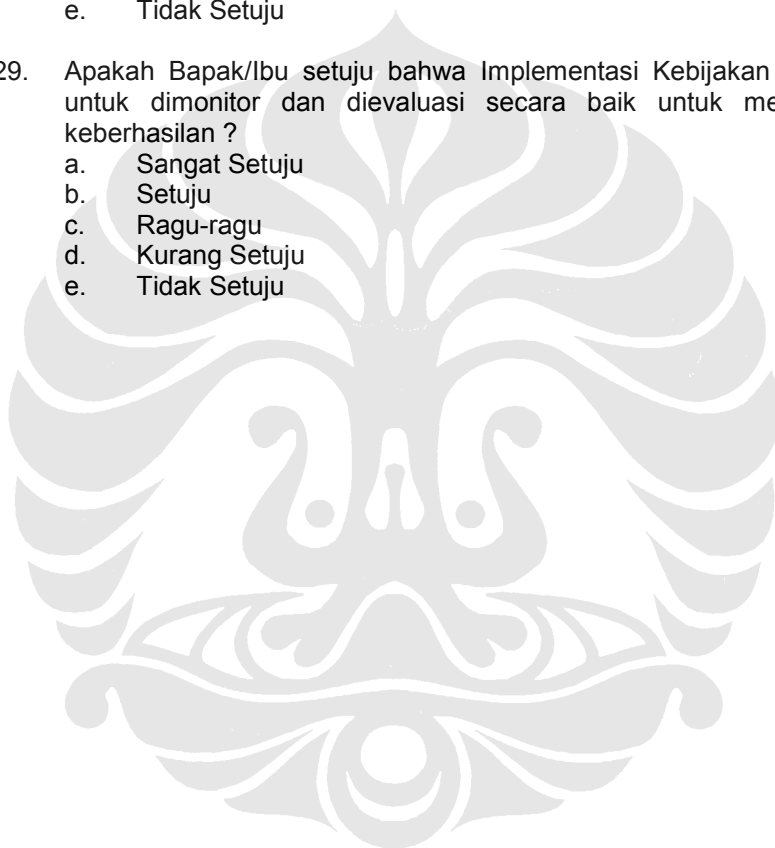 e. Tidak Setuju
29. Apakah Bapak/Ibu setuju bahwa Implementasi Kebijakan
untuk dimonitor dan dievaluasi secara baik untuk me
keberhasilan ?
a. Sangat Setuju
b. Setuju
c. Ragu-ragu
d. Kurang Setuju
e. Tidak Setuju